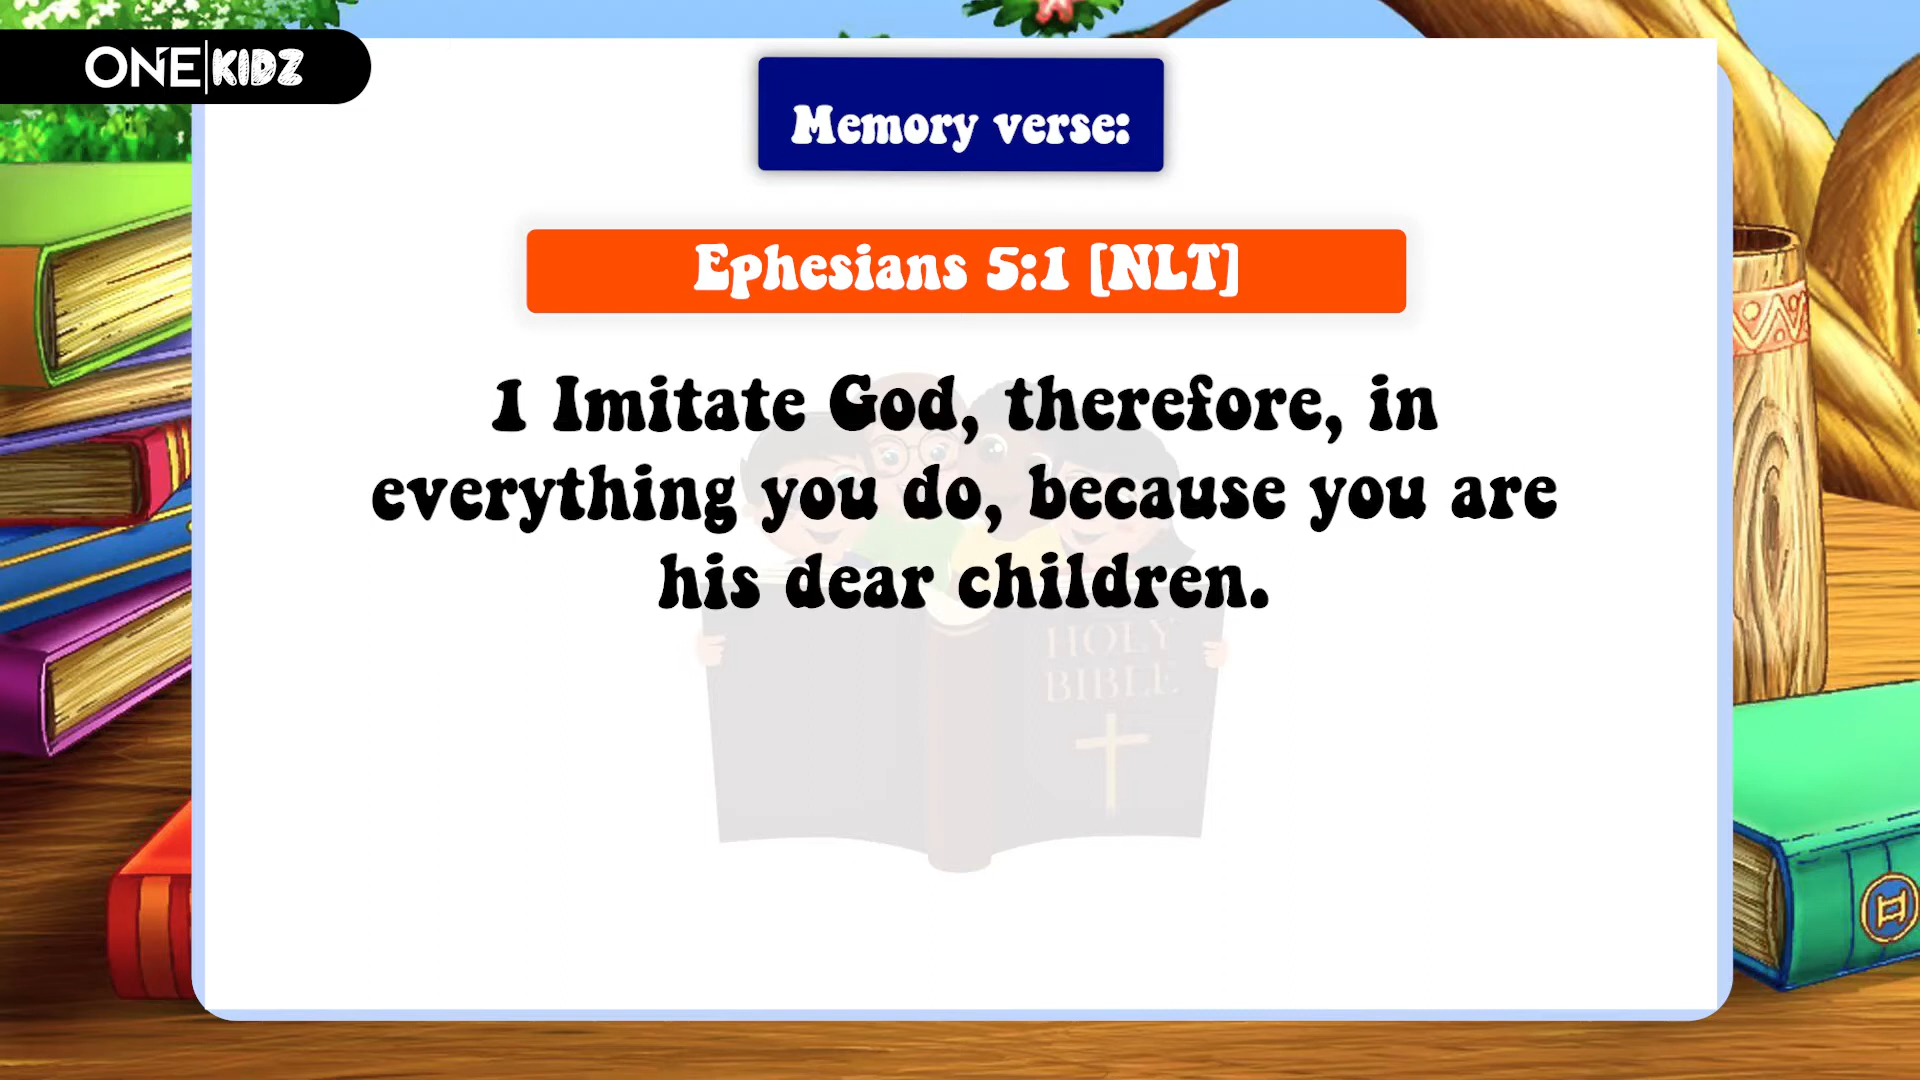 ONE|KIDZ
Memory verse:
Ephesians 5:1 [NLT]
1 Imitate God, therefore, in
everything you do, because you are
his dear children.
HOLY
BIBLE